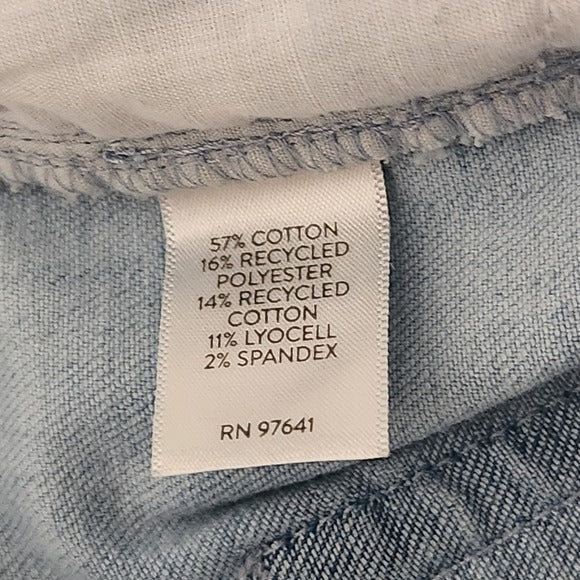 57% COTTON
16% RECYCLED
POLYESTER
14% RECYCLED
COTTON
11% LYOCELL
2% SPANDEX
RN 97641